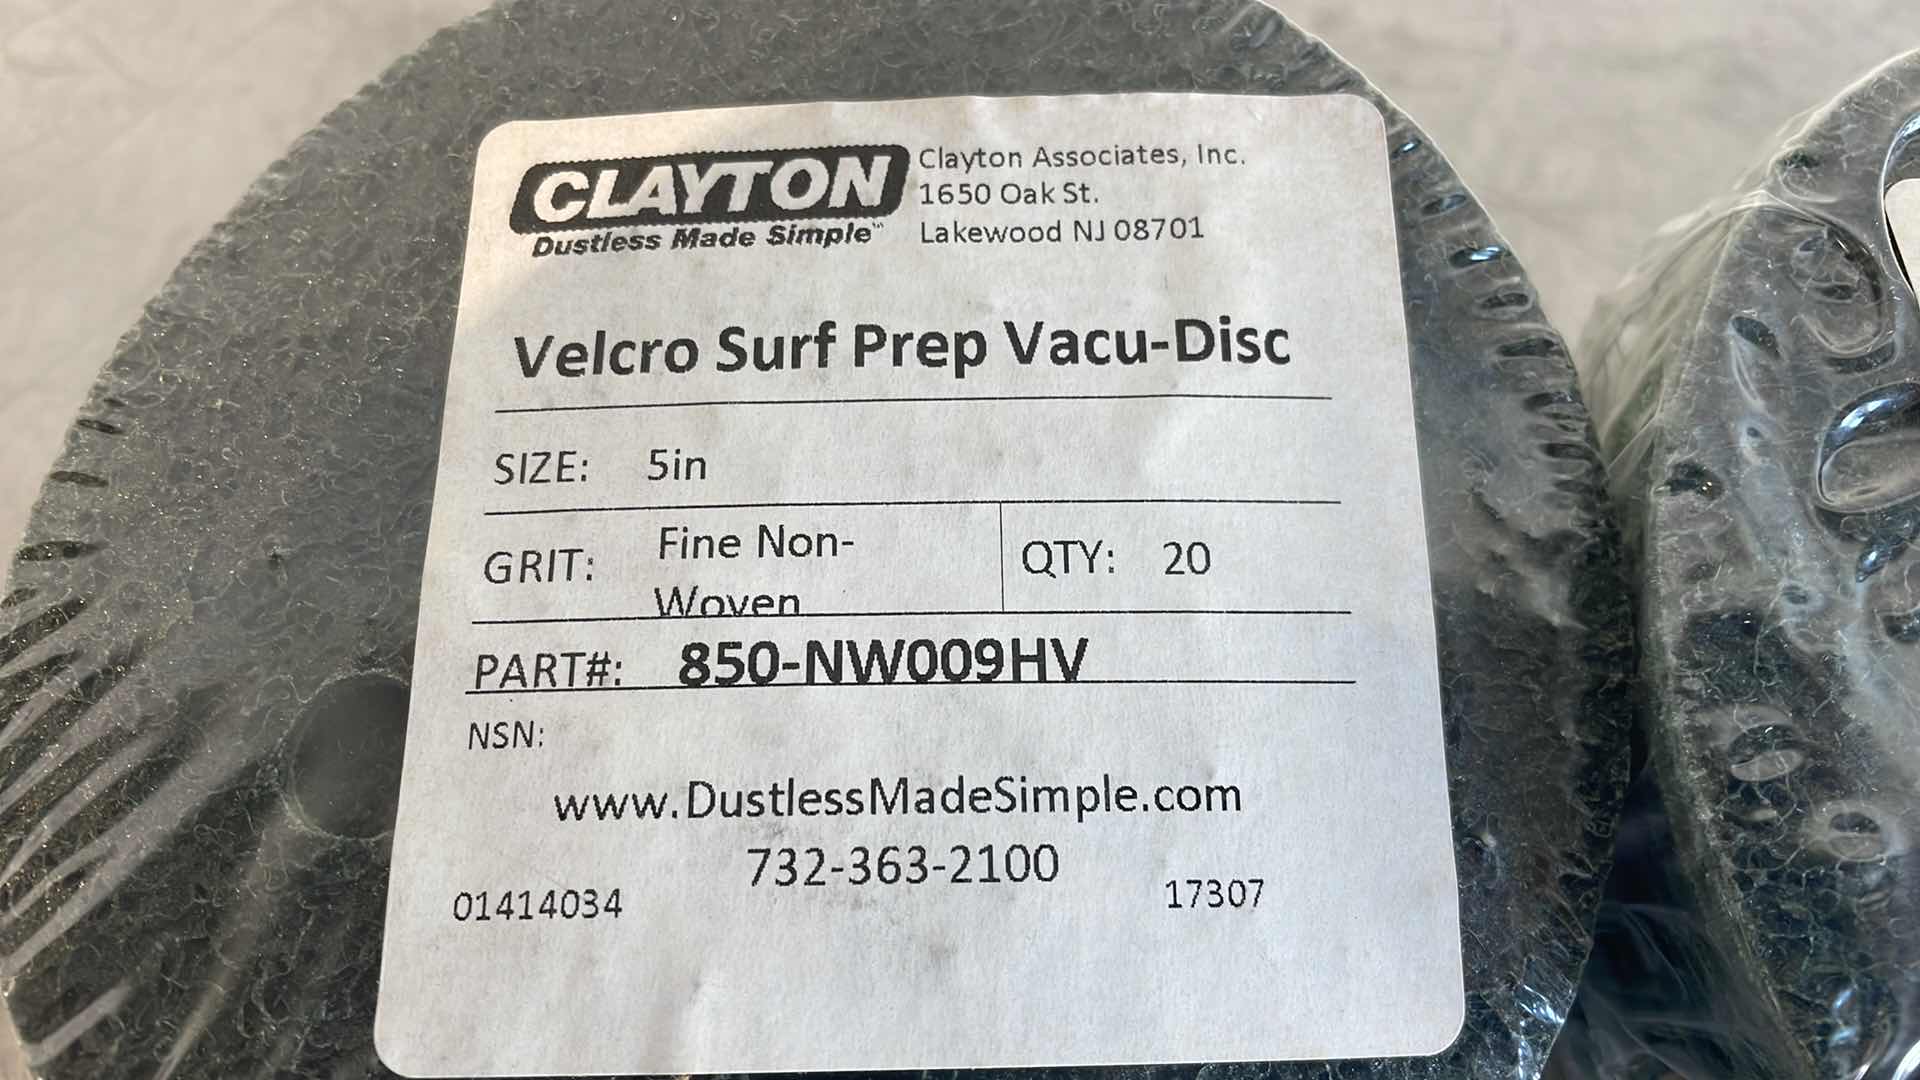 CLAYTON
Dustless Made Simple™
Clayton Associates, Inc.
1650 Oak St.
Lakewood NJ 08701
Velcro Surf Prep Vacu-Disc
SIZE: 5in
GRIT: Fine Non-
Woven
QTY: 20
PART#: 850-NW009HV
NSN:
www.DustlessMadeSimple.com
732-363-2100
01414034 17307